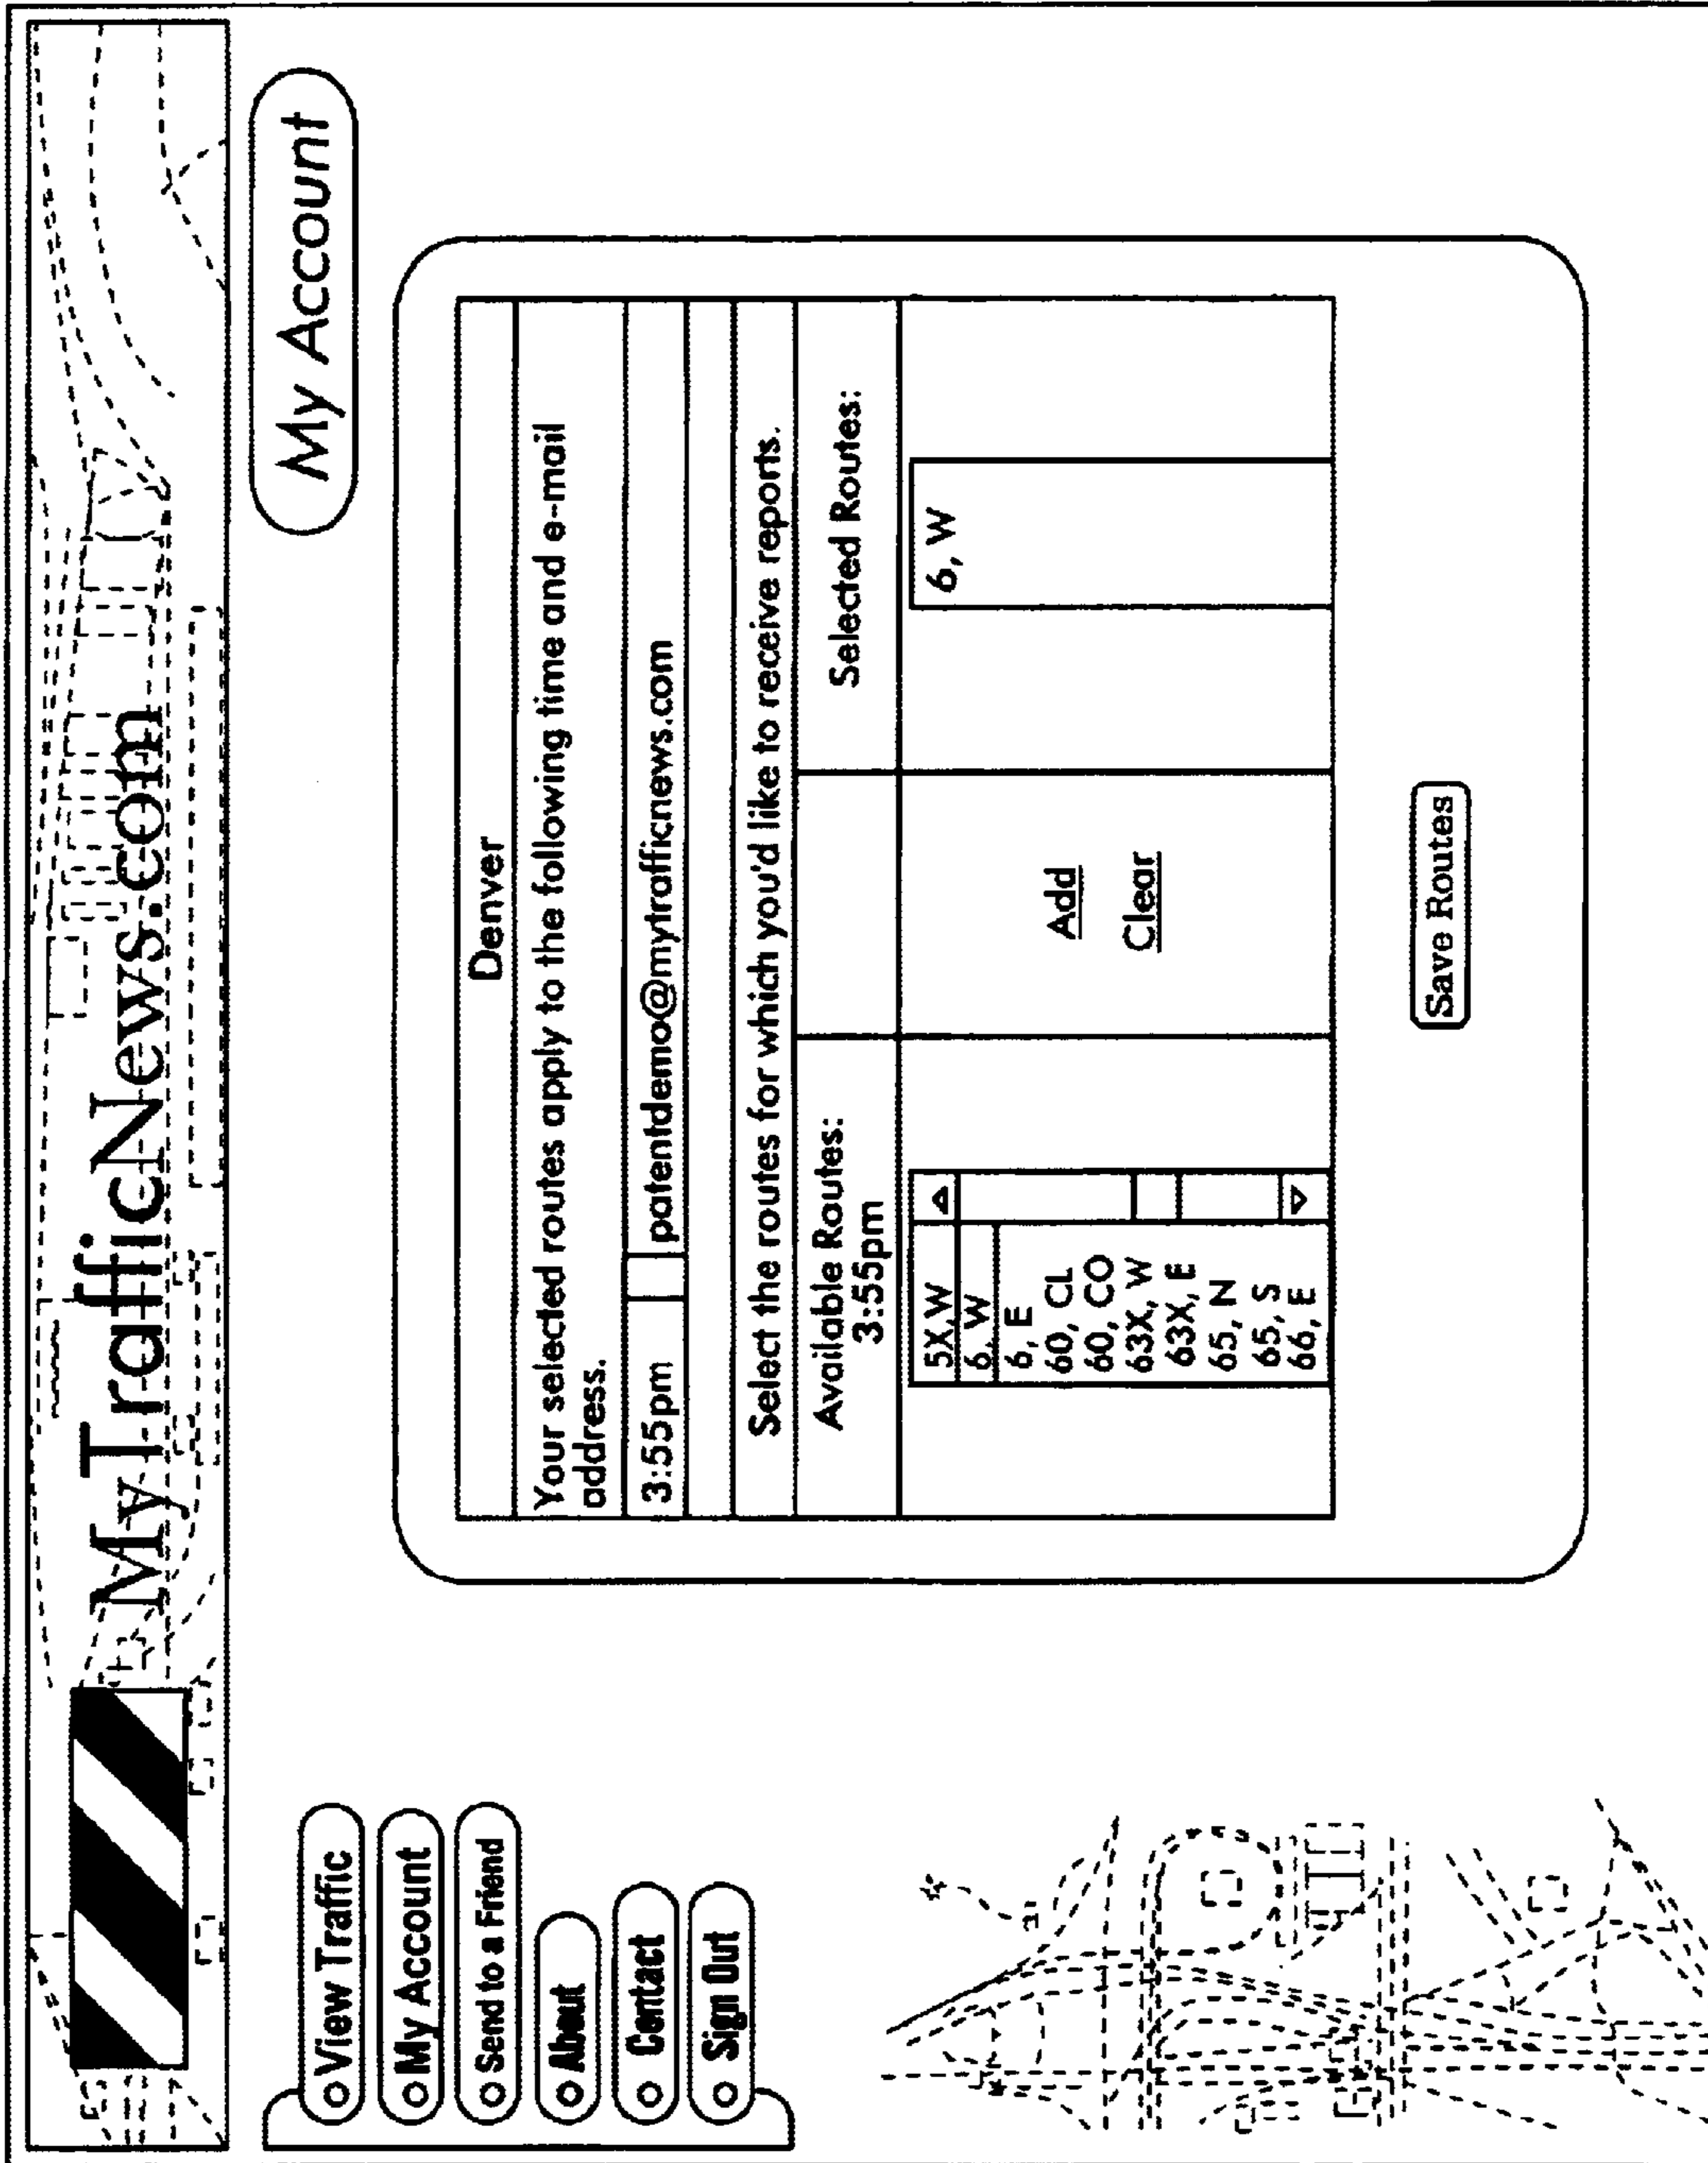 MyTrafficNews.com
My Account
View Traffic
My Account
Send to a Friend
About
Contact
Sign Out
Denver
Your selected routes apply to the following time and e-mail
address.
3:55pm patentdemo@mytrafficnews.com
Select the routes for which you'd like to receive reports.
Available Routes:
3:55pm
Selected Routes:
5X,W
6, W
6, E
60, CL
60, CO
63X, W
63X, E
65, N
65, S
66, E
Add
Clear
6, W
Save Routes